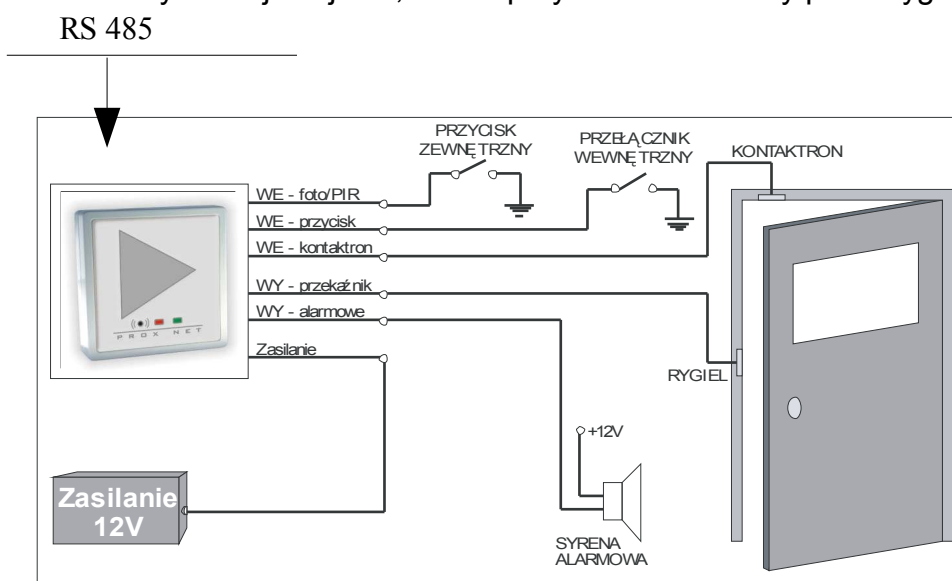 RS 485
PRZYCISK
ZEWNĘTRZNY
PRZEŁĄCZNIK
WEWNĘTRZNY
KONTAKTRON
WE - foto/PIR
WE - przycisk
WE - kontaktron
WY - przekaźnik
WY - alarmowe
Zasilanie
PROX NET
RYGIEL
+12V
Zasilanie
12V
SYRENA
ALARMOWA